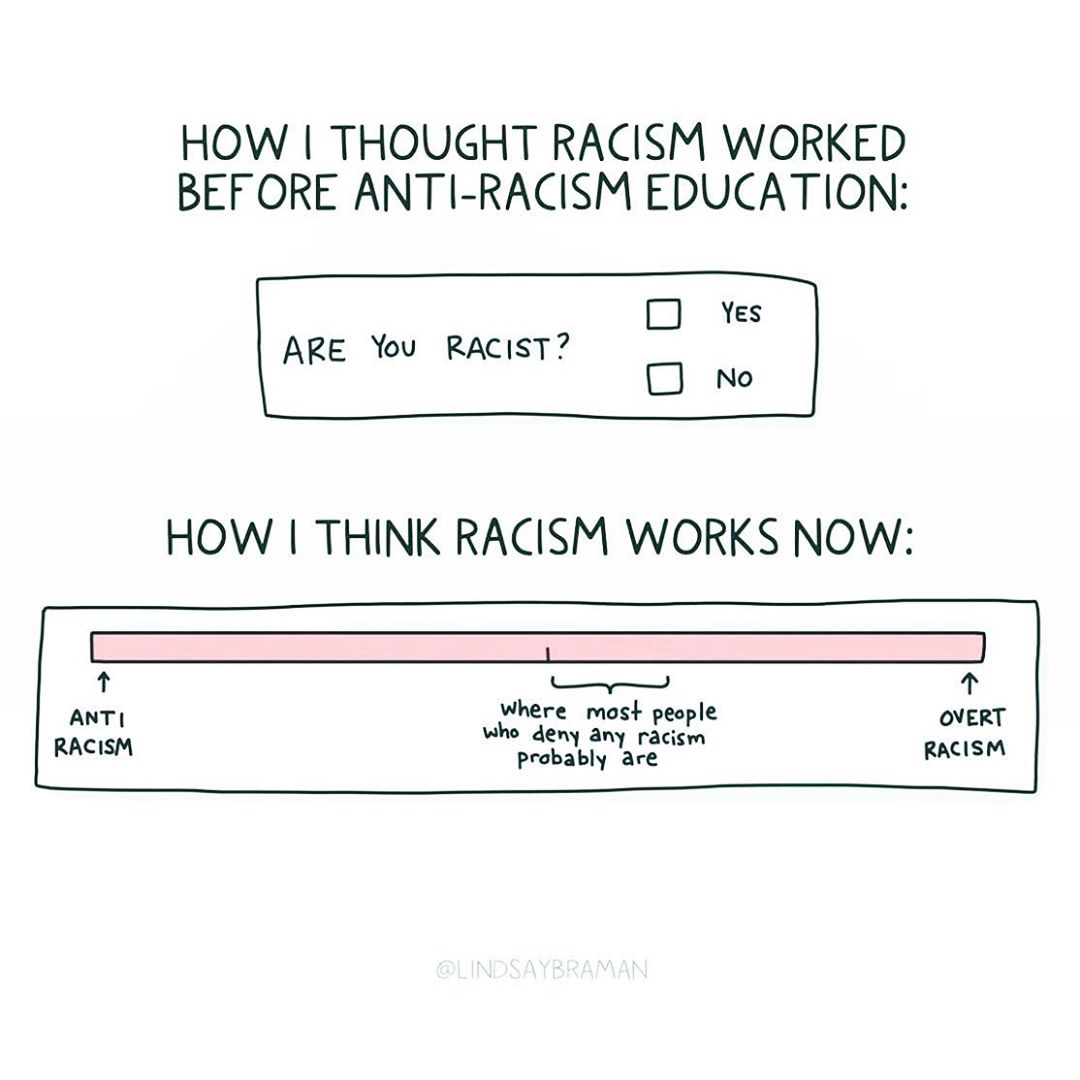 HOW I THOUGHT RACISM WORKED
BEFORE ANTI-RACISM EDUCATION:
ARE YOU RACIST?
YES
NO
HOW I THINK RACISM WORKS NOW:
ANTI
RACISM
where most people
who deny any racism
probably are
OVERT
RACISM
@LINDSAYBRAMAN